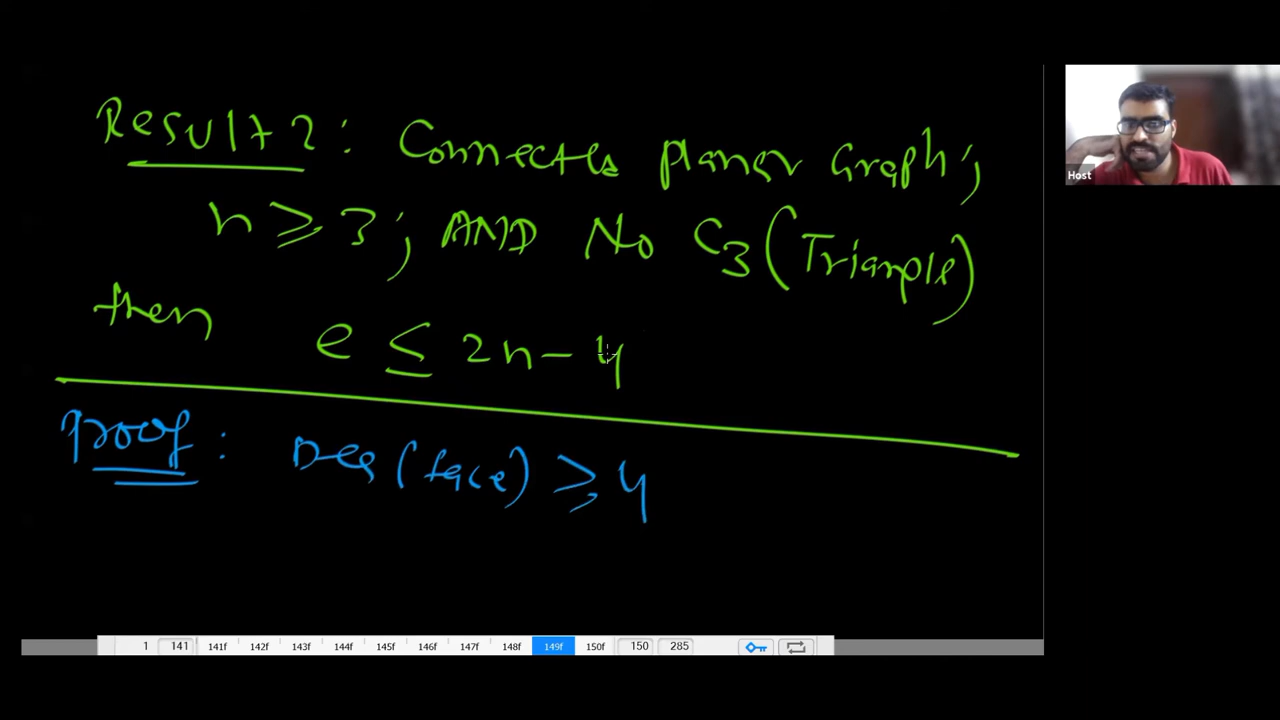 Result 2: Connected planar Graph;
n ≥ 3; AND No C3 (Triangle)
then e ≤ 2n - 4
Proof: Deg(face) ≥ 4
Host
1 141 141f 142f 143f 144f 145f 146f 147f 148f 149f 150f 150 285